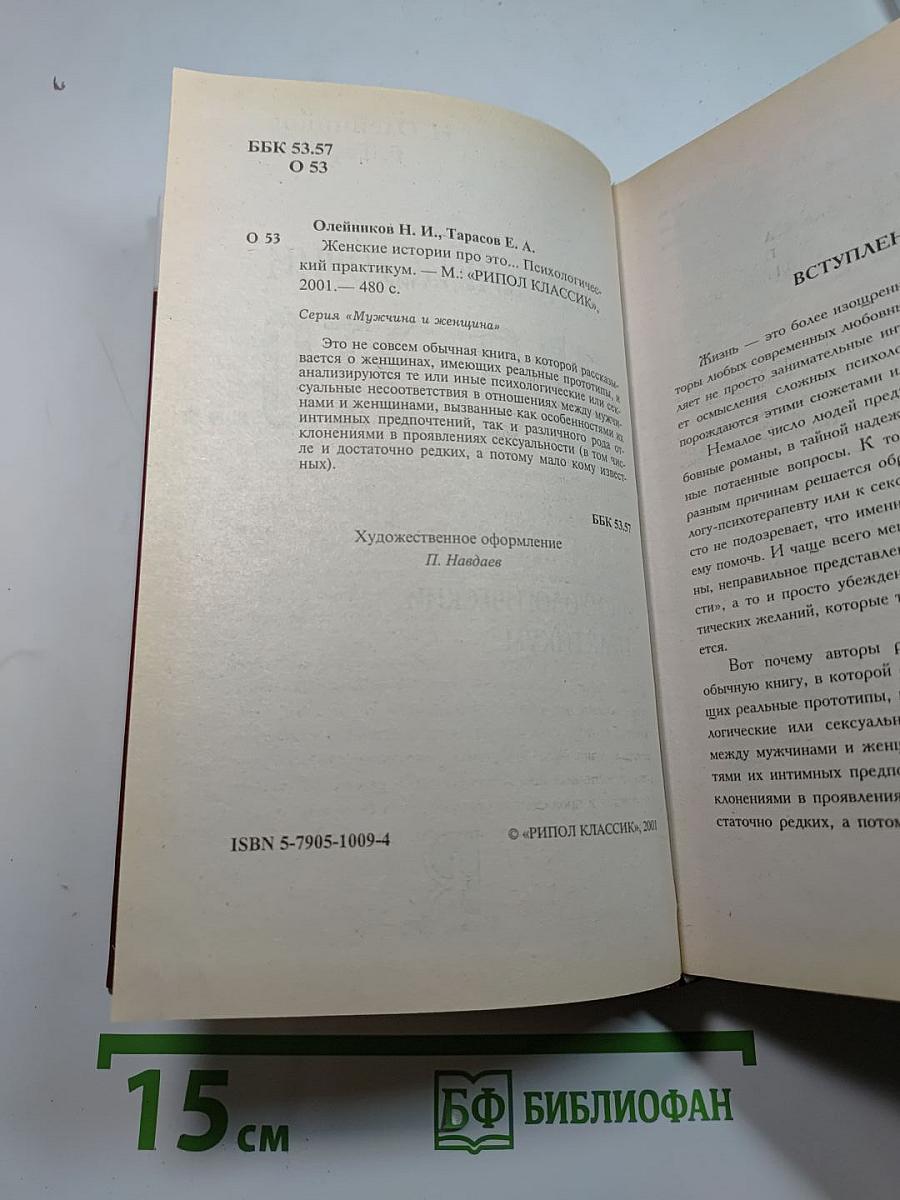 ББК 53.57
О 53
Олейников Н. И., Тарасов Е. А.
О 53
Женские истории про это... Психологичес-
кий практикум. — М.: «РИПОЛ КЛАССИК»,
2001.— 480 с.
Серия «Мужчина и женщина»
Это не совсем обычная книга, в которой рассказы-
вается о женщинах, имеющих реальные прототипы, и
анализируются те или иные психологические или сек-
суальные несоответствия в отношениях между мужчи-
нами и женщинами, вызванные как особенностями их
интимных предпочтений, так и различного рода от-
клонениями в проявлениях сексуальности (в том чис-
ле и достаточно редких, а потому мало кому извест-
ных).
ББК 53.57
Художественное оформление
П. Навдаев
ISBN 5-7905-1009-4
© «РИПОЛ КЛАССИК», 2001
ВСТУПЛЕН
Жизнь — это более изощрен
торы любых современных любовны
ляет не просто занимательные ин
ет осмысления сложных психоло
порождаются этими сюжетами и
Немалое число людей пред
бовные романы, в тайной надеж
ные потаенные вопросы. К то
разным причинам решается обр
логу-психотерапевту или к секс
сто не подозревает, что именн
ему помочь. И чаще всего ме
ны, неправильное представлен
сти», а то и просто убежден
тических желаний, которые т
ется.
Вот почему авторы р
обычную книгу, в которой
щих реальные прототипы,
логические или сексуальн
между мужчинами и женщ
тями их интимных предпо
клонениями в проявления
статочно редких, а потом
15 см
БФ БИБЛИОФАН